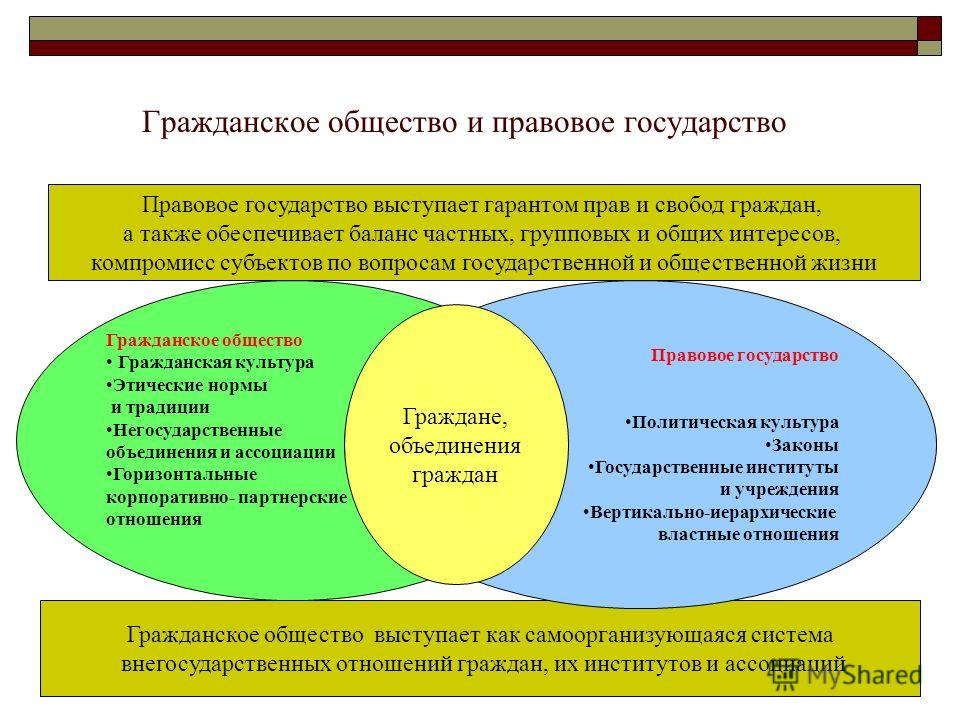 Гражданское общество и правовое государство
Правовое государство выступает гарантом прав и свобод граждан,
а также обеспечивает баланс частных, групповых и общих интересов,
компромисс субъектов по вопросам государственной и общественной жизни
Гражданское общество
• Гражданская культура
•Этические нормы
и традиции
•Негосударственные
объединения и ассоциации
•Горизонтальные
корпоративно- партнерские
отношения
Граждане,
объединения
граждан
Правовое государство
•Политическая культура
•Законы
•Государственные институты
и учреждения
•Вертикально-иерархические
властные отношения
Гражданское общество выступает как самоорганизующаяся система
внегосударственных отношений граждан, их институтов и ассоциаций
MyShared